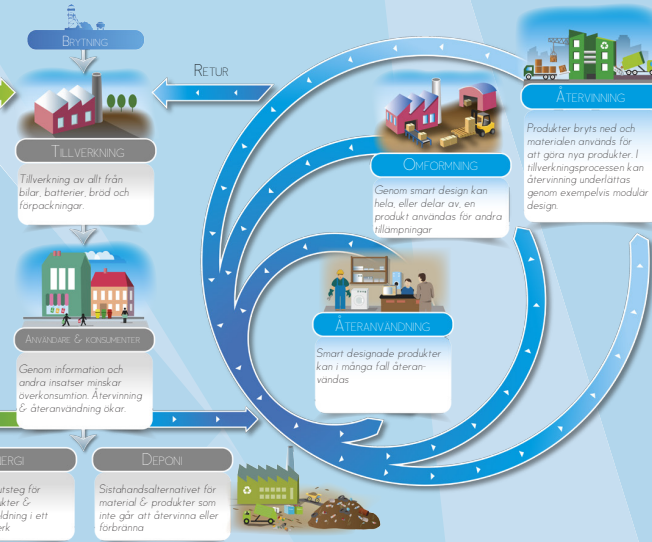 Brytning
Retur
Tillverkning
Tillverkning av allt från
bilar, batterier, bröd och
förpackningar.
Användare & konsumenter
Genom information och
andra insatser minskar
överkonsumtion. Återvinning
& återanvändning ökar.
Deponi
Sistahandsalternativet för
material & produkter som
inte går att återvinna eller
förbränna
Omformning
Genom smart design kan
hela, eller delar av, en
produkt användas för andra
tillämpningar
Återanvändning
Smart designade produkter
kan i många fall återan-
vändas
Återvinning
Produkter bryts ned och
materialen används för
att göra nya produkter. I
tillverkningsprocessen kan
återvinning underlättas
genom exempelvis modular
design.